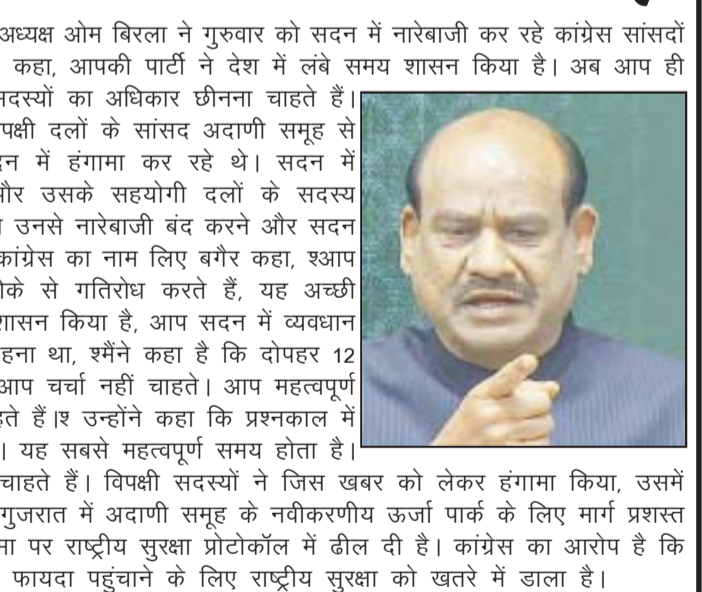 अध्यक्ष ओम बिरला ने गुरुवार को सदन में नारेबाजी कर रहे कांग्रेस सांसदों
कहा, आपकी पार्टी ने देश में लंबे समय शासन किया है। अब आप ही
सदस्यों का अधिकार छीनना चाहते हैं।
पक्षी दलों के सांसद अदाणी समूह से
में हंगामा कर रहे थे। सदन में
और उसके सहयोगी दलों के सदस्य
उनसे नारेबाजी बंद करने और सदन
कांग्रेस का नाम लिए बगैर कहा, श्आप
के से गतिरोध करते हैं, यह अच्छी
शासन किया है, आप सदन में व्यवधान
हना था, श्मैंने कहा है कि दोपहर 12
आप चर्चा नहीं चाहते। आप महत्वपूर्ण
हते हैं।श् उन्होंने कहा कि प्रश्नकाल में
। यह सबसे महत्वपूर्ण समय होता है।
चाहते हैं। विपक्षी सदस्यों ने जिस खबर को लेकर हंगामा किया, उसमें
गुजरात में अदाणी समूह के नवीकरणीय ऊर्जा पार्क के लिए मार्ग प्रशस्त
पर राष्ट्रीय सुरक्षा प्रोटोकॉल में ढील दी है। कांग्रेस का आरोप है कि
फायदा पहुंचाने के लिए राष्ट्रीय सुरक्षा को खतरे में डाला है।